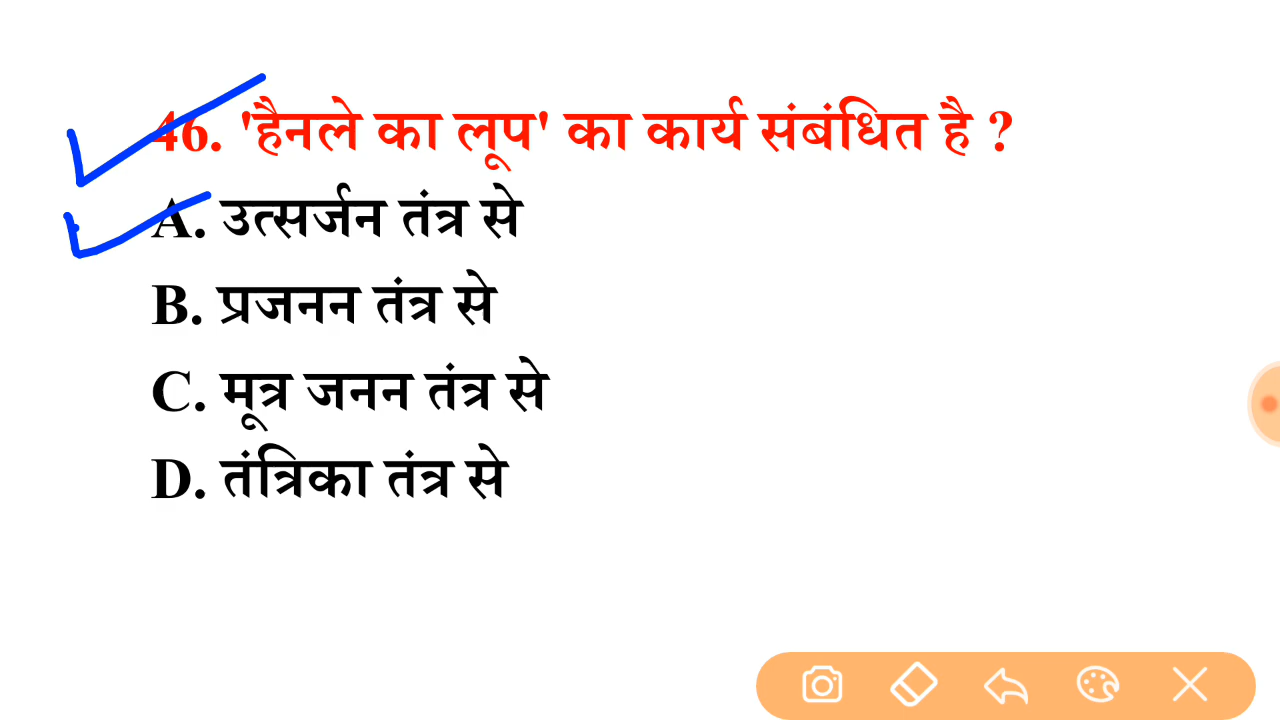 46. 'हैनले का लूप' का कार्य संबंधित है ?
A. उत्सर्जन तंत्र से
B. प्रजनन तंत्र से
C. मूत्र जनन तंत्र से
D. तंत्रिका तंत्र से